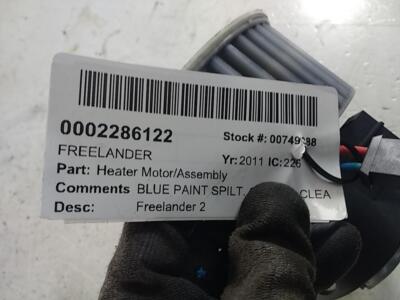 0002286122
Stock #: 00749
FREELANDER
Yr: 2011 IC: 226
Part: Heater Motor/Assembly
Comments BLUE PAINT SPILT. CLEA
Desc: Freelander 2